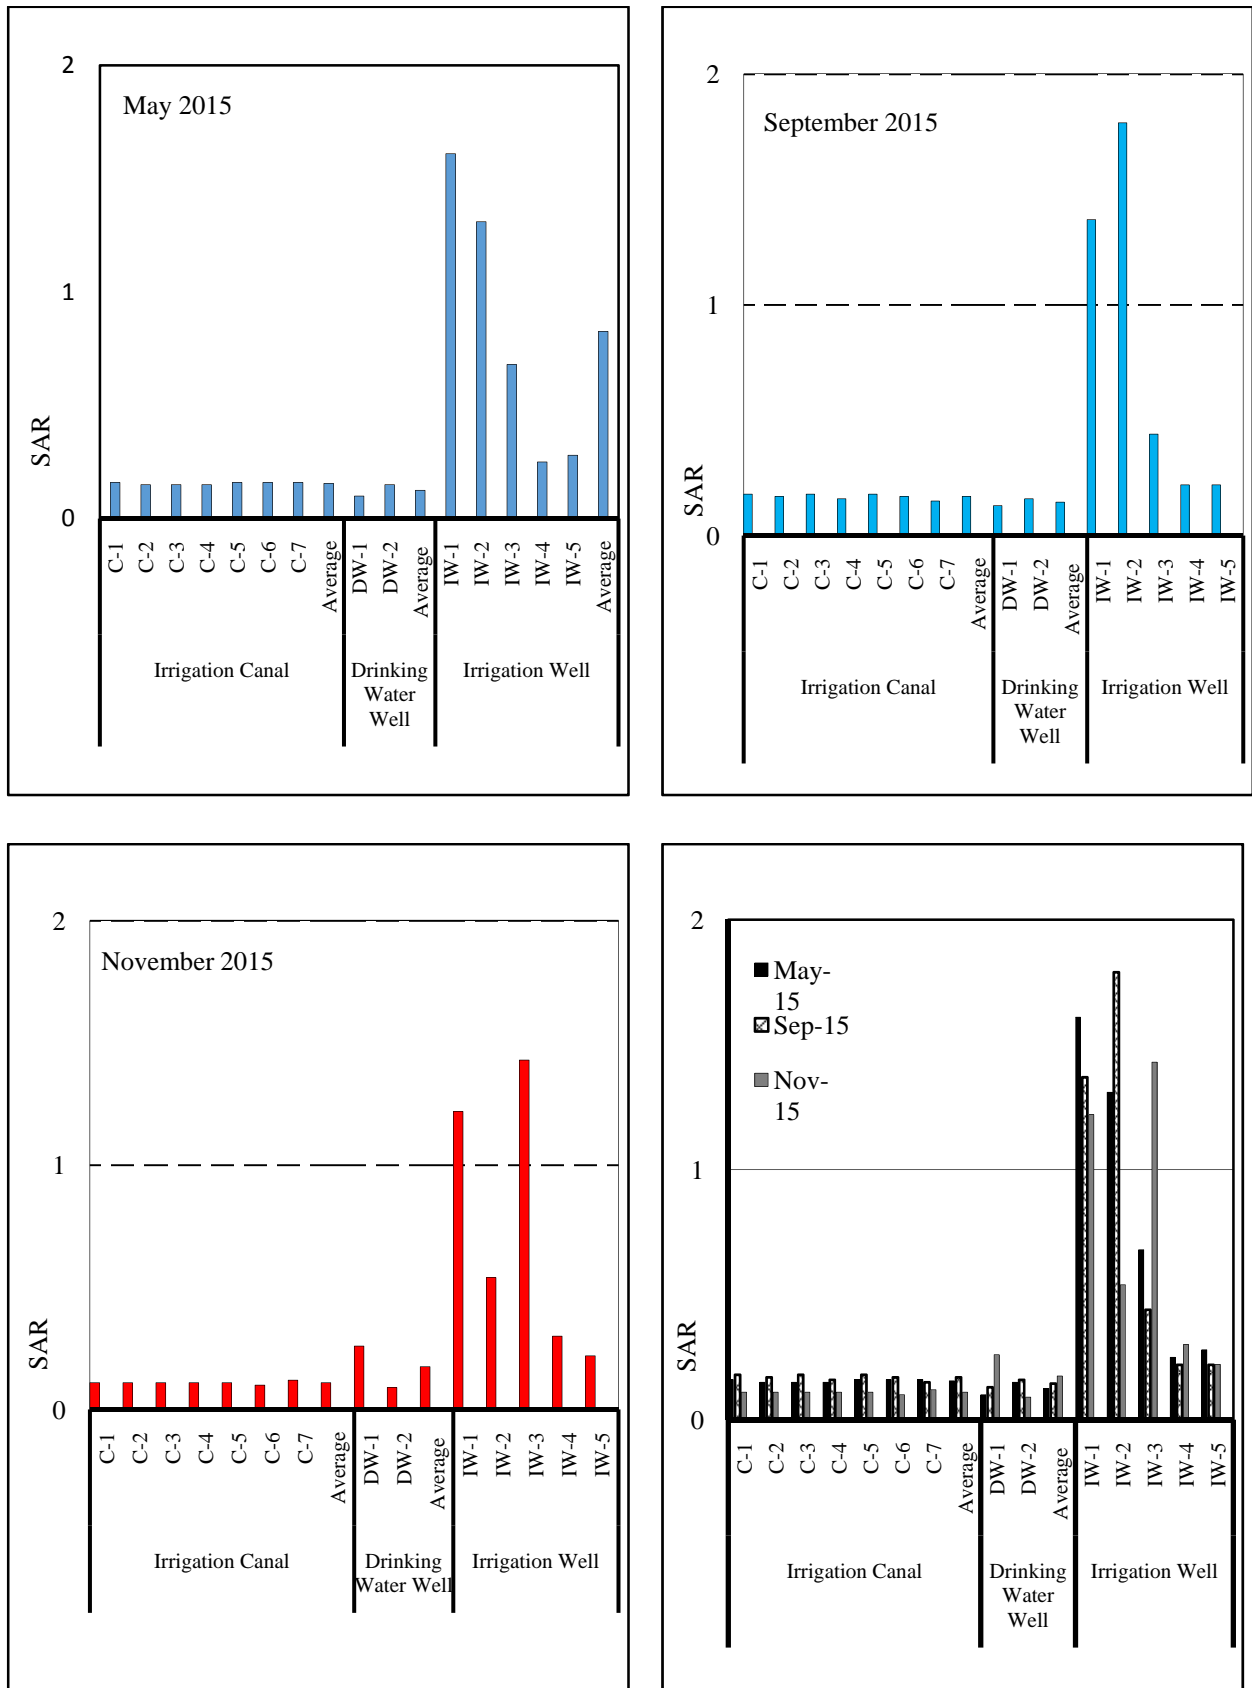 2
May 2015
1
SAR
0
C-1
C-2
C-3
C-4
C-5
C-6
C-7
Average
DW-1
DW-2
Average
IW-1
IW-2
IW-3
IW-4
IW-5
Average
Irrigation Canal
Drinking
Water
Well
Irrigation Well
2
September 2015
1
SAR
0
C-1
C-2
C-3
C-4
C-5
C-6
C-7
Average
DW-1
DW-2
Average
IW-1
IW-2
IW-3
IW-4
IW-5
Irrigation Canal
Drinking
Water
Well
Irrigation Well
2
November 2015
1
SAR
0
C-1
C-2
C-3
C-4
C-5
C-6
C-7
Average
DW-1
DW-2
Average
IW-1
IW-2
IW-3
IW-4
IW-5
Irrigation Canal
Drinking
Water Well
Irrigation Well
2
May-
15
Sep-15
Nov-
15
1
SAR
0
C-1
C-2
C-3
C-4
C-5
C-6
C-7
Average
DW-1
DW-2
Average
IW-1
IW-2
IW-3
IW-4
IW-5
Irrigation Canal
Drinking
Water
Well
Irrigation Well